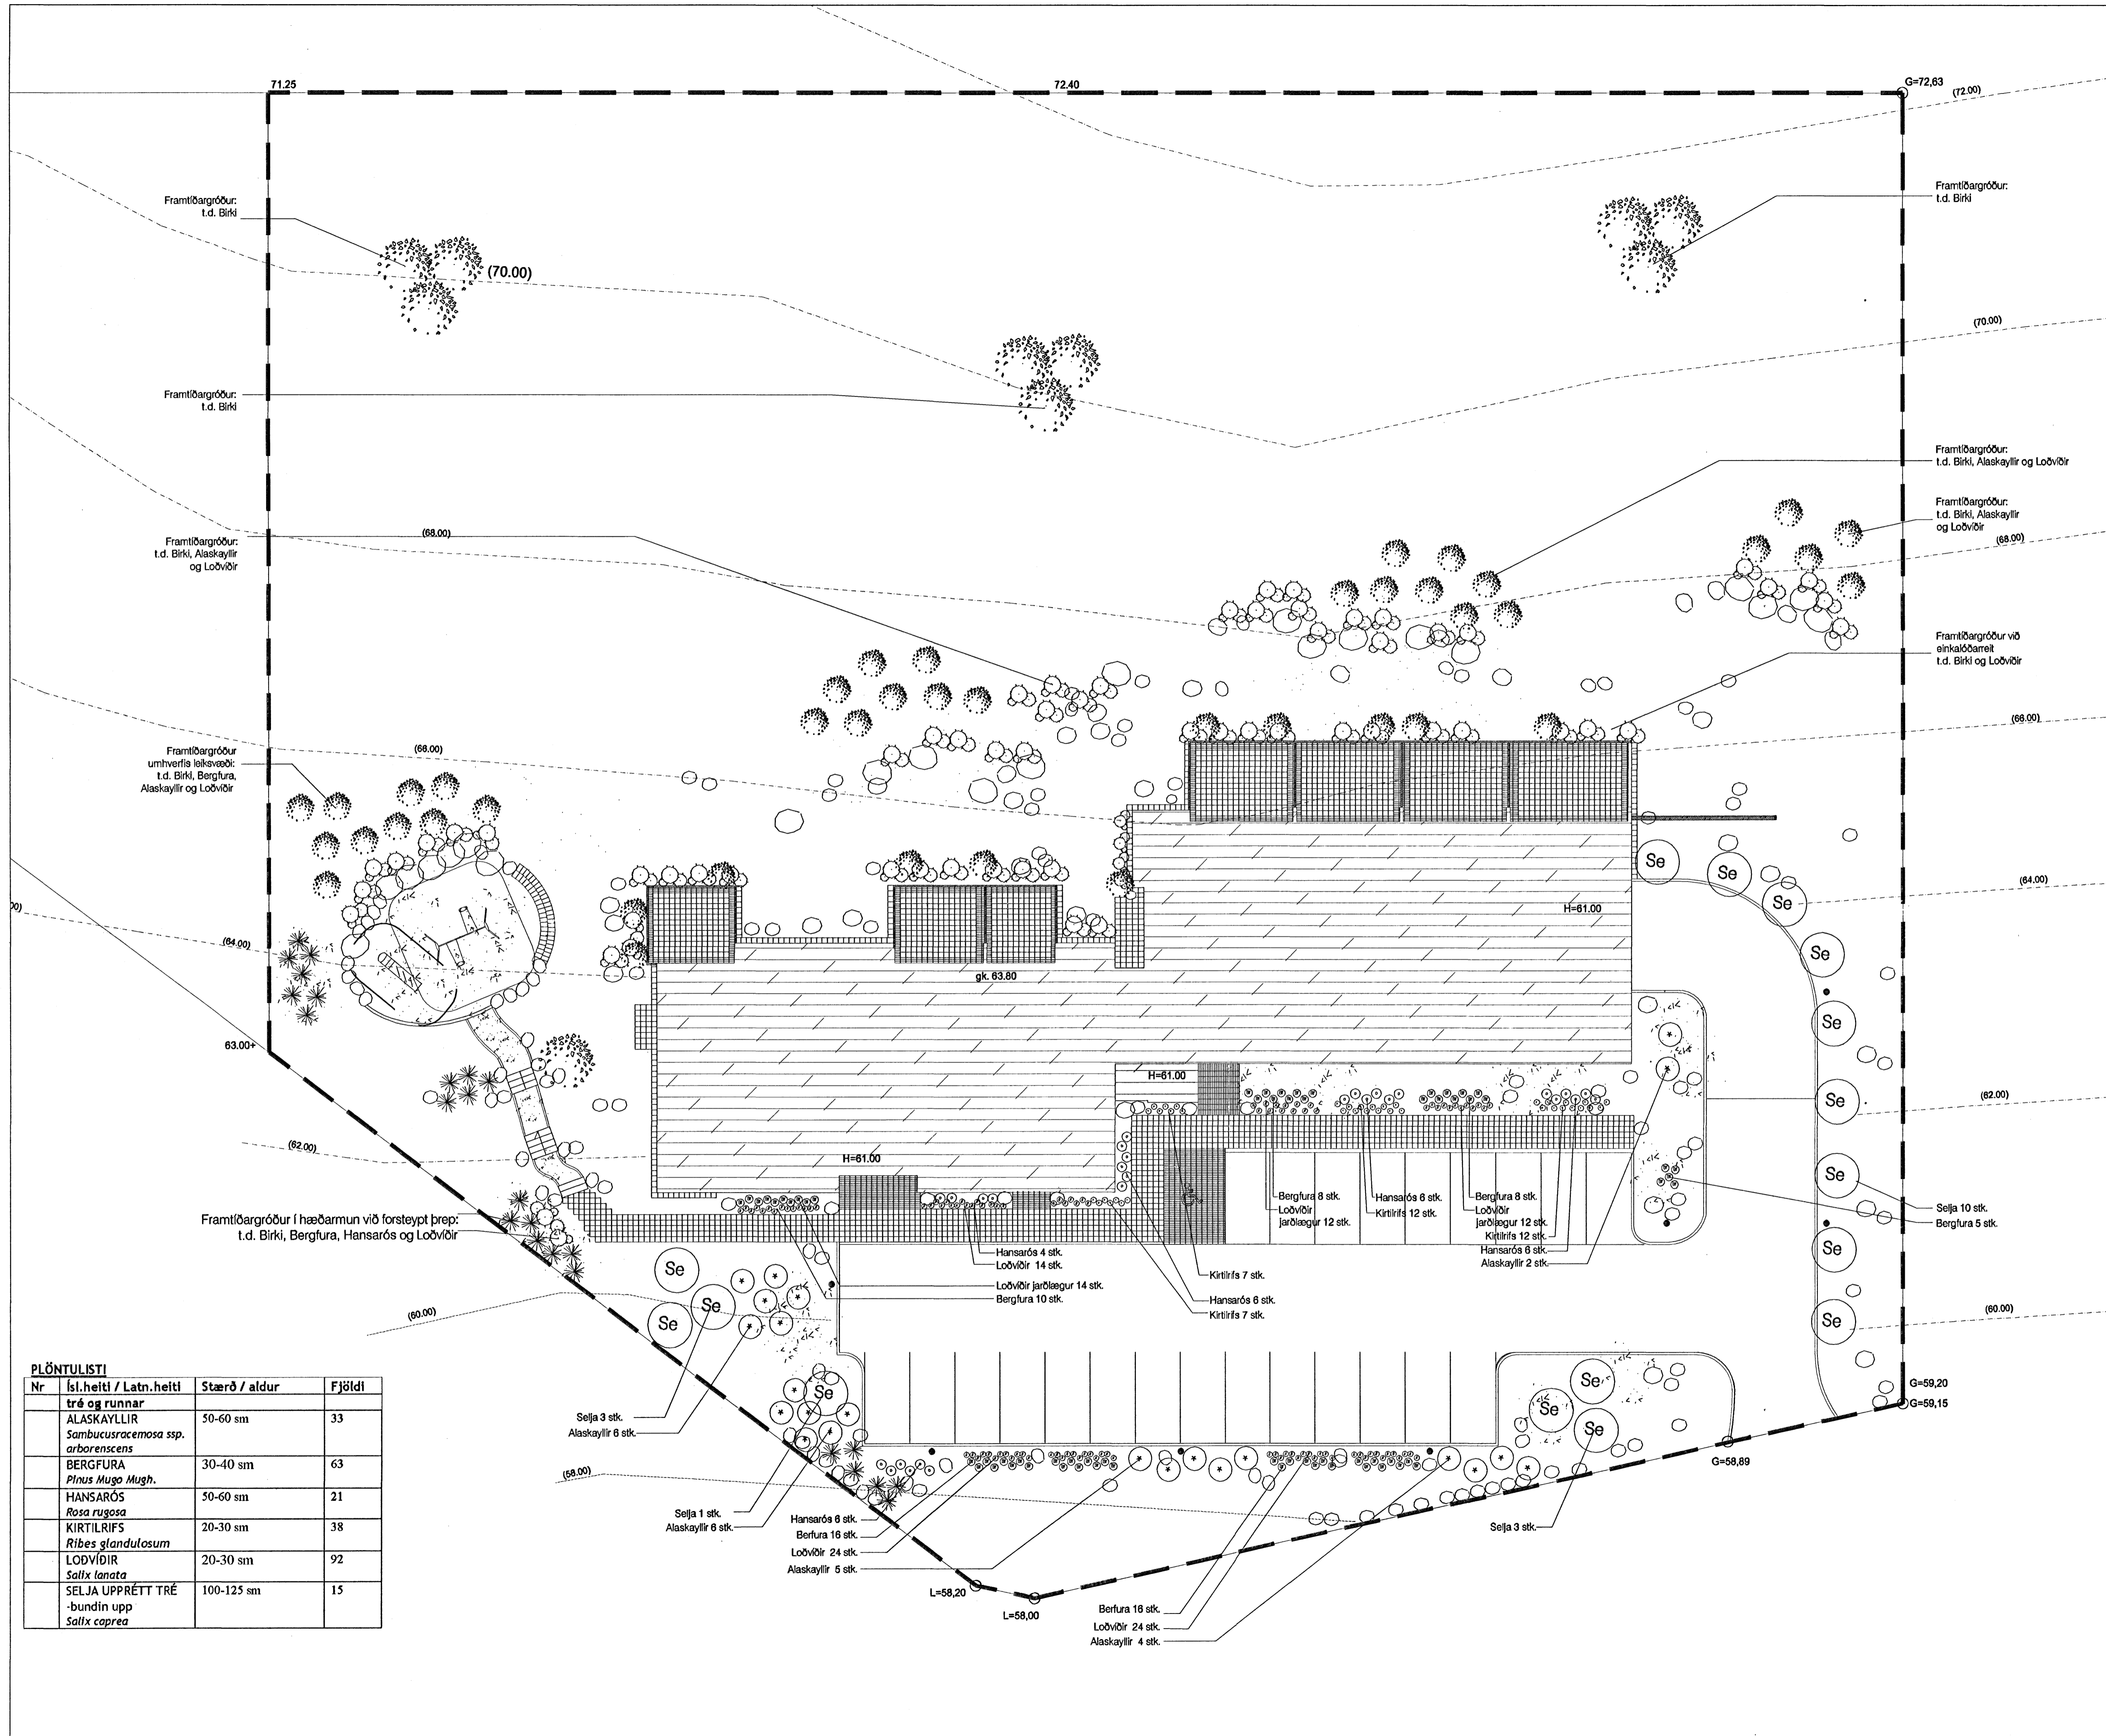 71.25
72.40
G=72,63
(72.00)
Framtíðargróður:
t.d. Birki
Framtíðargróður:
t.d. Birki
(70.00)
(70.00)
Framtíðargróður:
t.d. Birki
Framtíðargróður:
t.d. Birki, Alaskayllir og Loðvíðir
Framtíðargróður:
t.d. Birki, Alaskayllir
og Loðvíðir
(68.00)
(68.00)
Framtíðargróður:
t.d. Birki, Alaskayllir
og Loðvíðir
Framtíðargróður við
einkalóðarreit
t.d. Birki og Loðvíðir
(66.00)
(66.00)
Framtíðargróður
umhverfis leiksvæði:
t.d. Birki, Bergfura,
Alaskayllir og Loðvíðir
Se
Se
Se
(64.00)
H=61.00
(64.00)
Se
gk. 63.80
Se
63.00+
H=61.00
Se
(62.00)
(62.00)
H=61.00
Se
Bergfura 8 stk.
Loðvíðir
jarðlægur 12 stk.
Hansarós 6 stk.
Kirtilrifs 12 stk.
Bergfura 8 stk.
Loðvíðir
jarðlægur 12 stk.
Kirtilrifs 12 stk.
Hansarós 6 stk.
Alaskayllir 2 stk.
Selja 10 stk.
Bergfura 5 stk.
Framtíðargróður í hæðarmun við forsteypt þrep:
t.d. Birki, Bergfura, Hansarós og Loðvíðir
Se
Hansarós 4 stk.
Loðvíðir 14 stk.
Loðvíðir jarðlægur 14 stk.
Bergfura 10 stk.
Kirtilrifs 7 stk.
Hansarós 6 stk.
Kirtilrifs 7 stk.
Se
Se
Se
Se
(60.00)
(60.00)
PLÖNTULISTI
Nr Ísl.heiti / Latn.heiti Stærð / aldur Fjöldi
tré og runnar
ALASKAYLLIR 50-60 sm 33
Sambucusracemosa ssp.
arborenscens
BERGFURA 30-40 sm 63
Pinus Mugo Mugh.
HANSARÓS 50-60 sm 21
Rosa rugosa
KIRTILRIFS 20-30 sm 38
Ribes glandulosum
LOÐVÍÐIR 20-30 sm 92
Salix lanata
SELJA UPPRÉTT TRÉ 100-125 sm 15
-bundin upp
Salix caprea
Se
Se
Se
Se
G=59,20
G=59,15
Selja 3 stk.
Alaskayllir 6 stk.
G=58,89
(58.00)
Selja 1 stk.
Alaskayllir 6 stk.
Hansarós 6 stk.
Berfura 16 stk.
Loðvíðir 24 stk.
Alaskayllir 5 stk.
Selja 3 stk.
L=58,20
L=58,00
Berfura 16 stk.
Loðvíðir 24 stk.
Alaskayllir 4 stk.